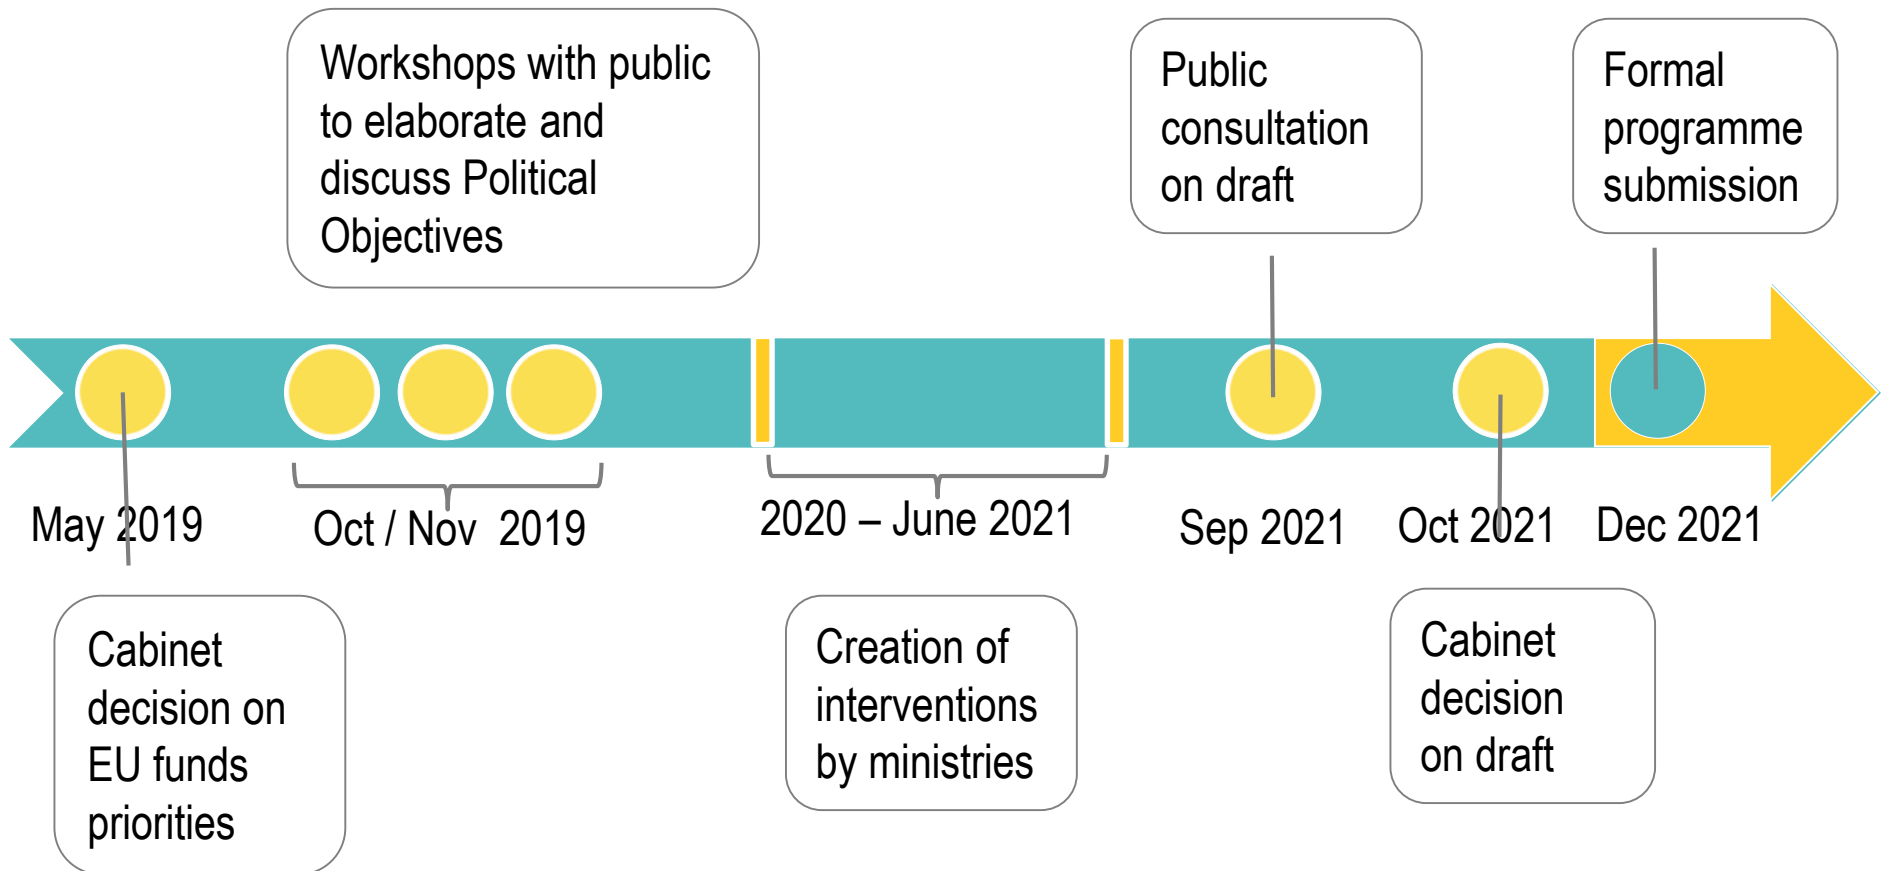 Workshops with public
to elaborate and
discuss Political
Objectives
Public
consultation
on draft
Formal
programme
submission
May 2019
Oct / Nov 2019
2020 – June 2021
Sep 2021
Oct 2021
Dec 2021
Cabinet
decision on
EU funds
priorities
Creation of
interventions
by ministries
Cabinet
decision
on draft